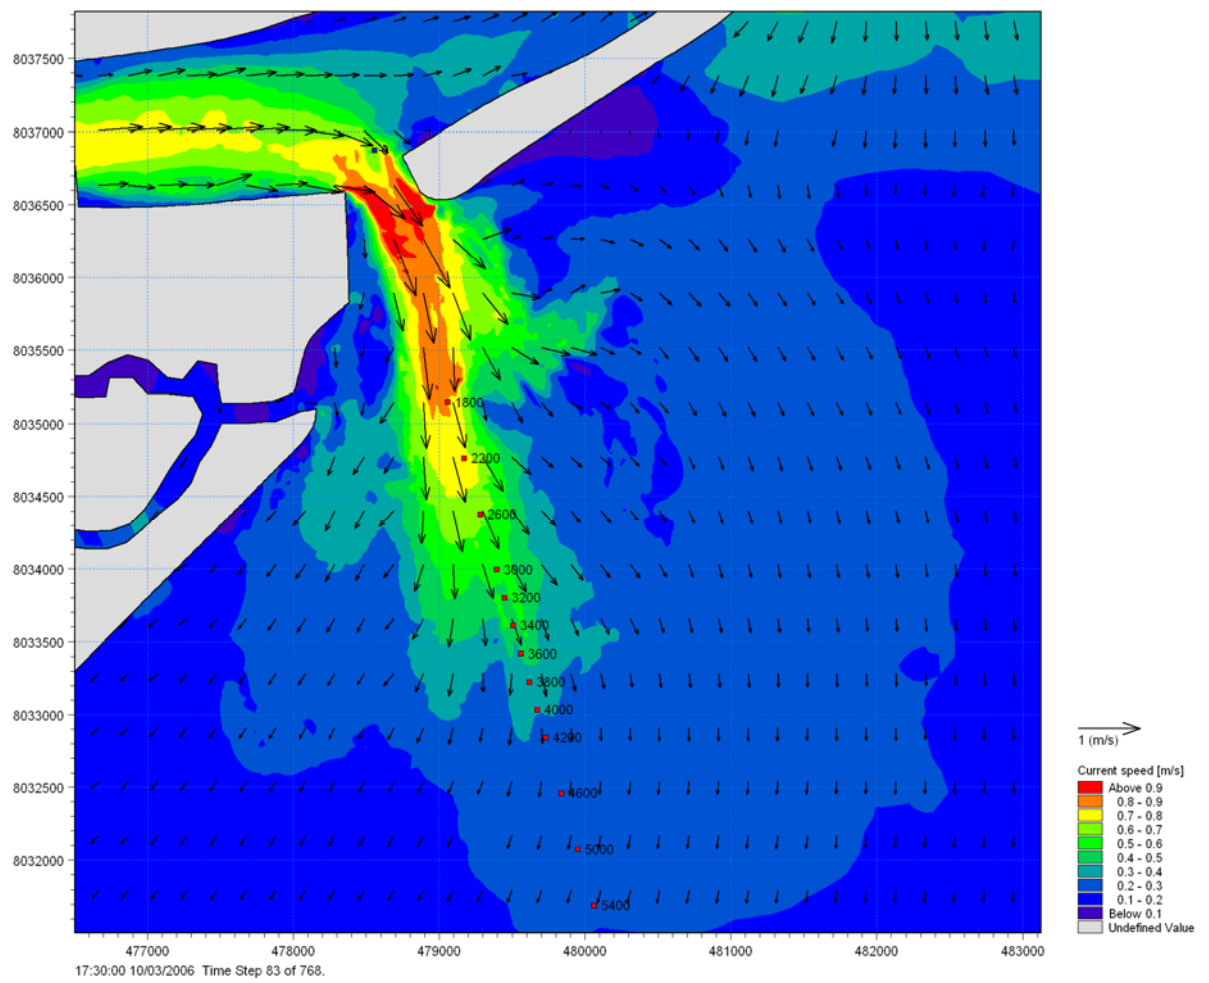 8037500
8037000
0
8036500
8036000
8035500
1800
8035000
2200
8034500
2600
8034000
3000
3200
3400
8033500
3600
3800
8033000
4000
4200
1 (m/s)
8032500
4600
8032000
5000
5400
Current speed [m/s]
Above 0.9
0.8 - 0.9
0.7 - 0.8
0.6 - 0.7
0.5 - 0.6
0.4 - 0.5
0.3 - 0.4
0.2 - 0.3
0.1 - 0.2
Below 0.1
Undefined Value
477000 478000 479000 480000 481000 482000 483000
17:30:00 10/03/2006 Time Step 83 of 768.